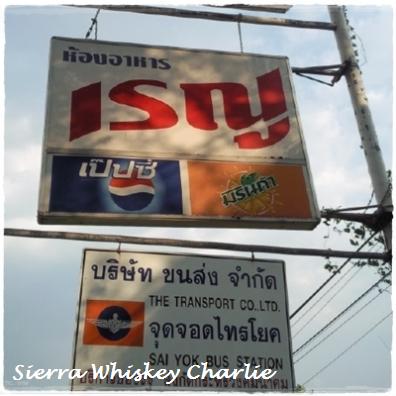 ห้องอาหาร
เรณู
เป๊ปซี่
มิรินด้า
บริษัท ขนส่ง จำกัด
THE TRANSPORT CO.LTD.
จุดจอดไทรโยค
SAI YOK BUS STATION
Sierra Whiskey Charlie